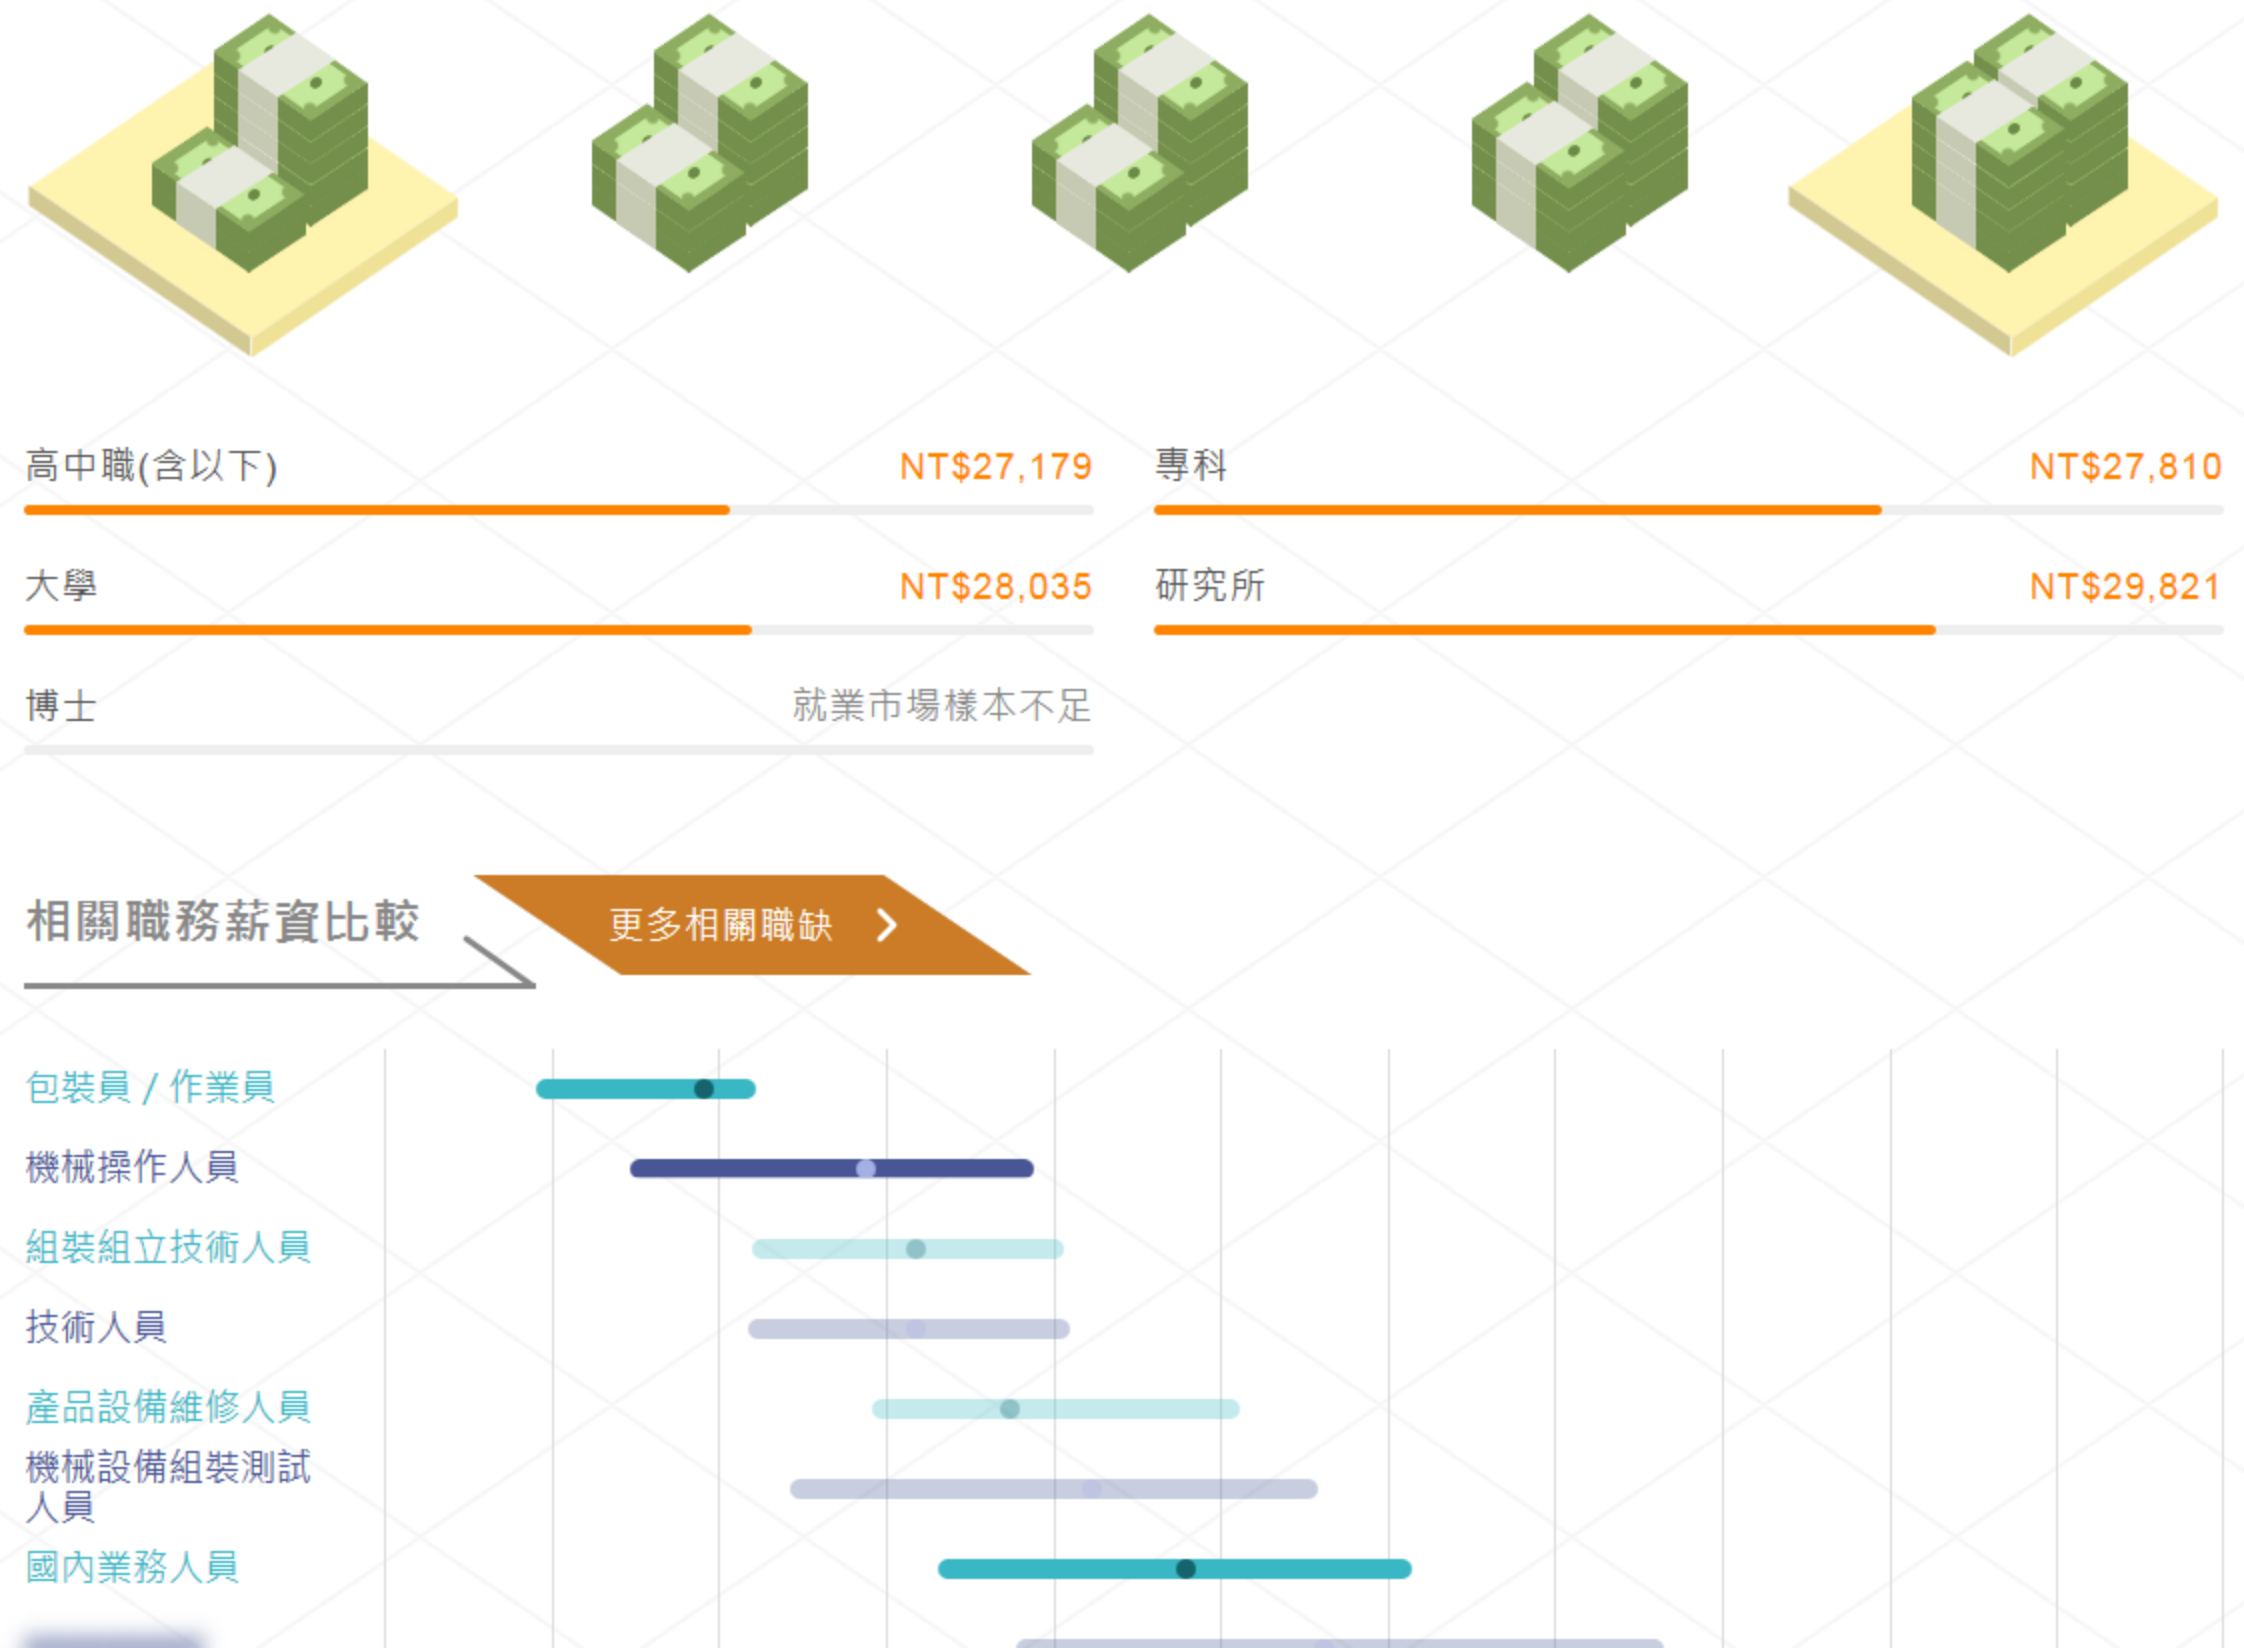 高中職(含以下) NT$27,179
專科 NT$27,810
大學 NT$28,035
研究所 NT$29,821
博士 就業市場樣本不足
相關職務薪資比較
更多相關職缺
包裝員 / 作業員
機械操作人員
組裝組立技術人員
技術人員
產品設備維修人員
機械設備組裝測試
人員
國內業務人員